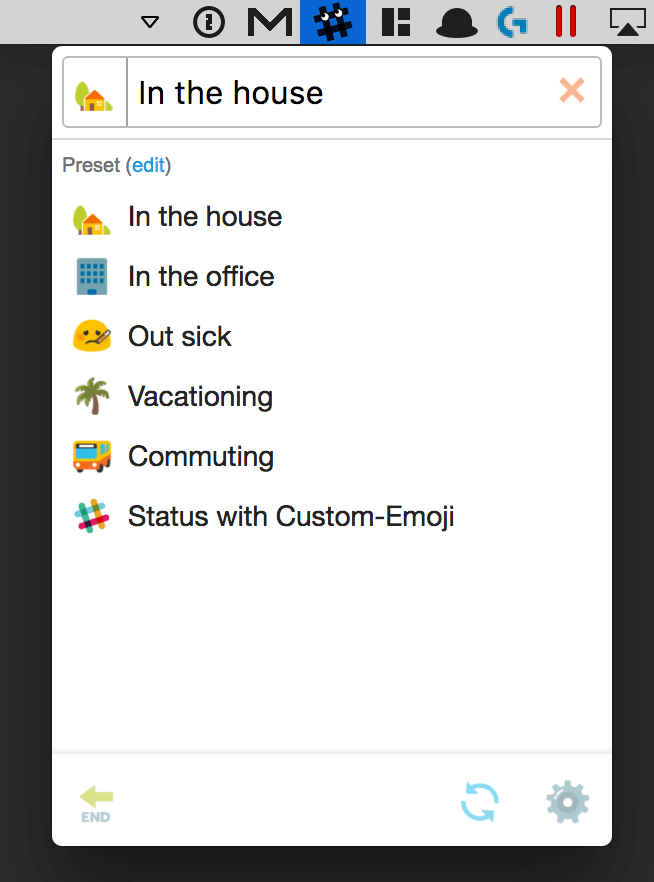 In the house
Preset (edit)
In the house
In the office
Out sick
Vacationing
Commuting
Status with Custom-Emoji
END